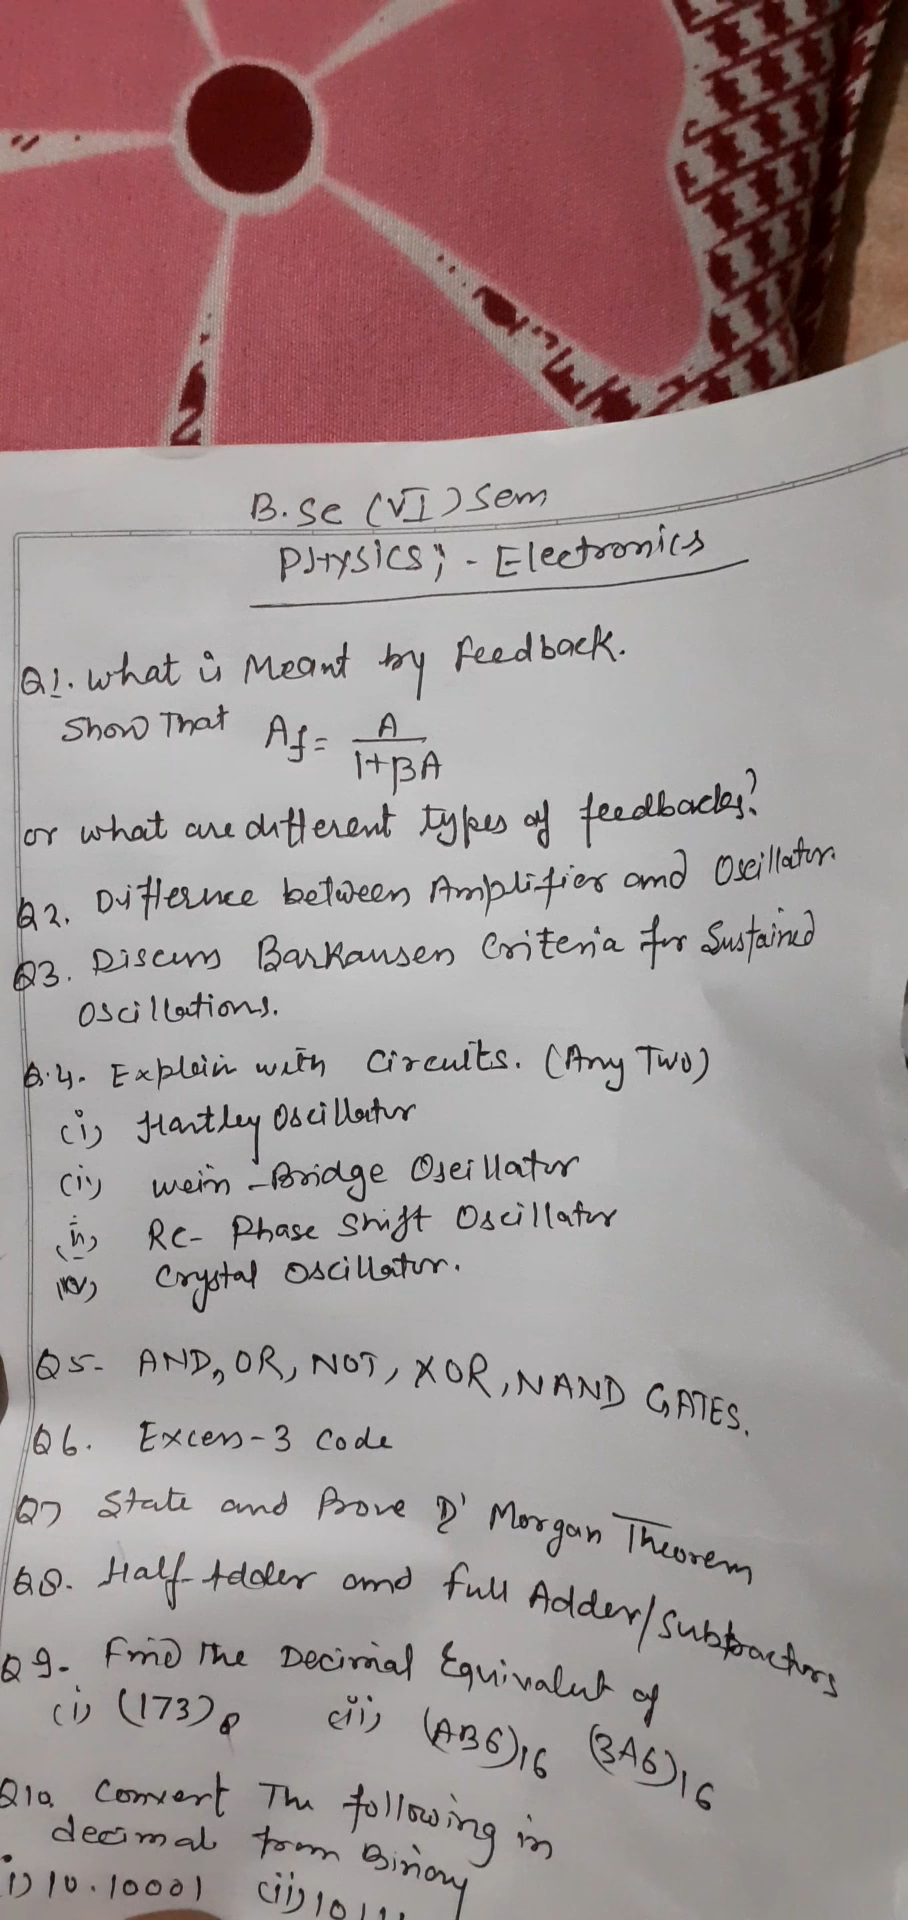 B.Sc (VI) Sem
Physics; - Electronics
Q1. What is Meant by Feedback.
Show That Af = A / 1+βA
or what are different types of feedbacks?
Q2. Difference between Amplifier and Oscillator.
Q3. Discuss Barkausen Criteria for Sustained
Oscillations.
Q.4. Explain with Circuits. (Any Two)
(i) Hartley Oscillator
(ii) wein-Bridge Oscillator
(iii) RC- Phase Shift Oscillator
(iv) Crystal Oscillator.
Q5- AND, OR, NOT, XOR, NAND GATES.
Q6. Excess-3 Code
Q7 State and Prove D' Morgan Theorem
Q8. Half-Adder and full Adder/Subtractors
Q9- Find The Decimal Equivalent of
(i) (173)8 (ii) (AB6)16 (3A6)16
Q10. Convert The following in
decimal from Binary
i) 10.10001 (ii)